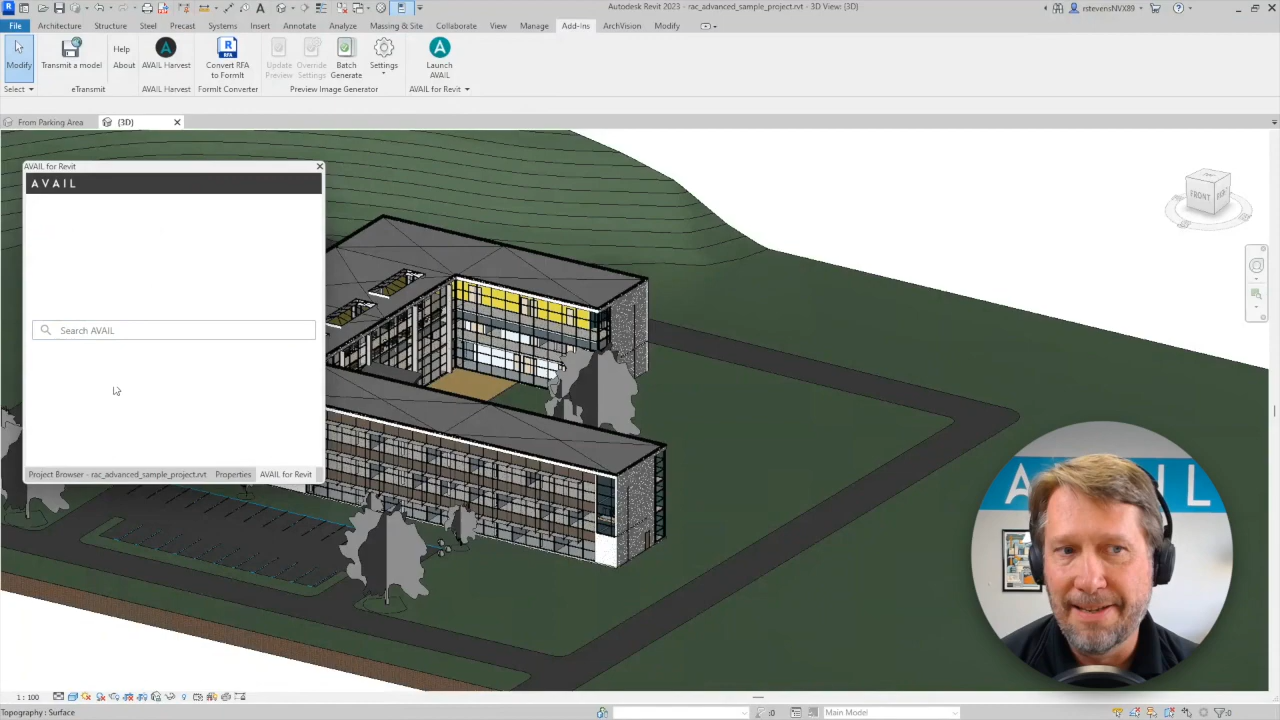 Autodesk Revit 2023 - rac_advanced_sample_project.rvt - 3D View: {3D}
rstevensNVX89
File Architecture Structure Steel Precast Systems Insert Annotate Analyze Massing & Site Collaborate View Manage Add-Ins ArchVision Modify
Modify
Transmit a model
Help
About
AVAIL Harvest
Convert RFA
to FormIt
Update
Preview
Override
Settings
Batch
Generate
Settings
Launch
AVAIL
Select
eTransmit
AVAIL Harvest
FormIt Converter
Preview Image Generator
AVAIL for Revit
From Parking Area
{3D}
AVAIL for Revit
AVAIL
Search AVAIL
Project Browser - rac_advanced_sample_project.rvt
Properties
AVAIL for Revit
FRONT
1 : 100
Topography : Surface
:0
Main Model
:0